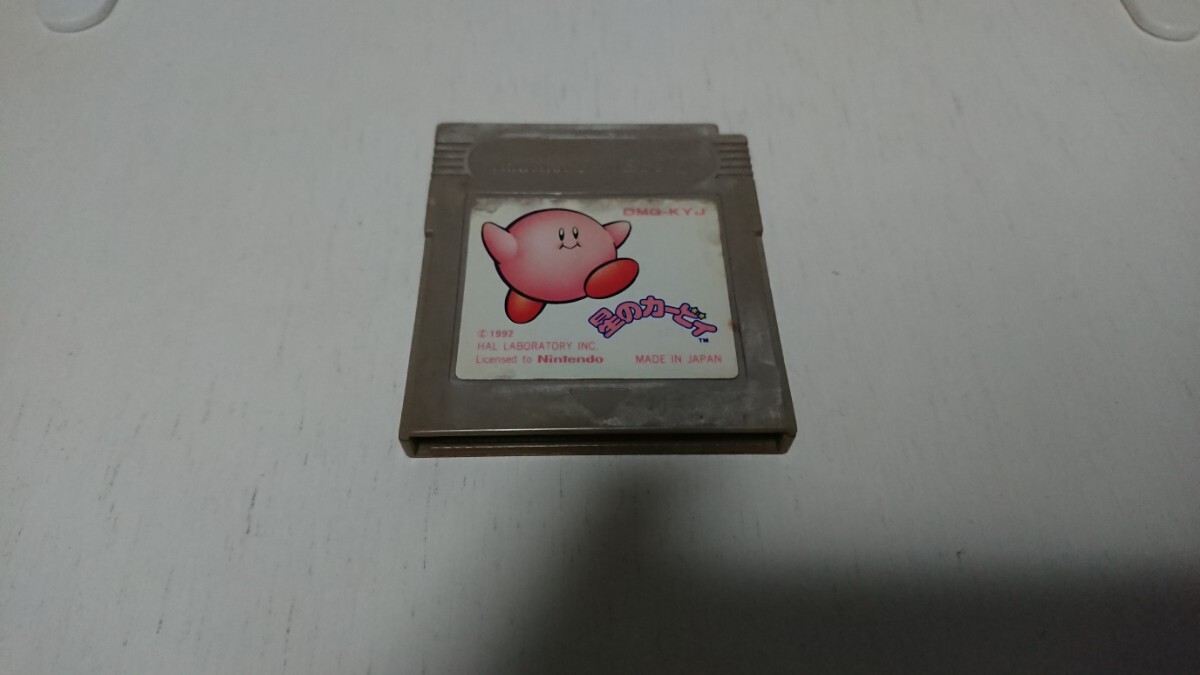 DMG-KYJ
星のカービィ
TM
© 1992
HAL LABORATORY INC.
Licensed to Nintendo
MADE IN JAPAN